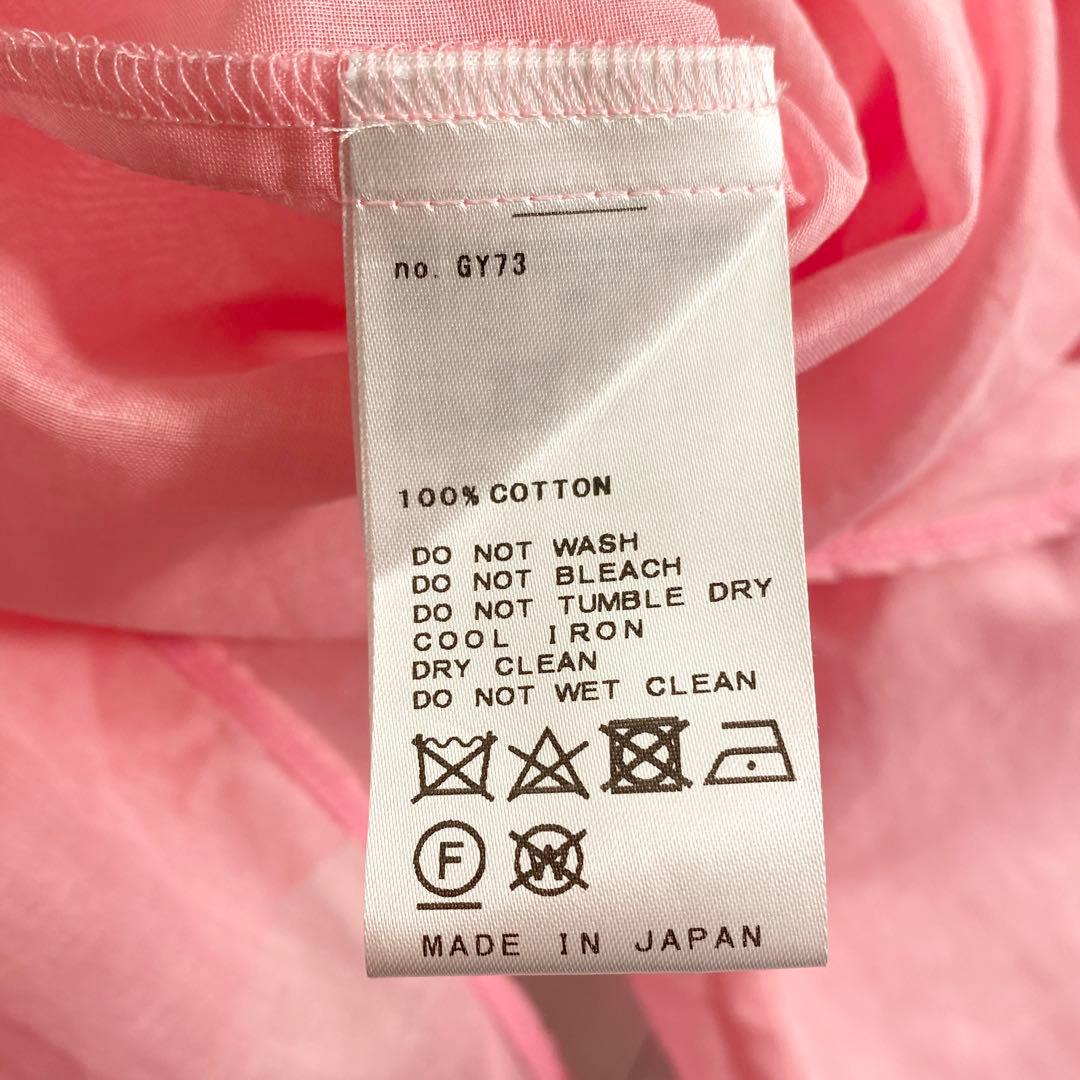 no. GY73
100% COTTON
DO NOT WASH
DO NOT BLEACH
DO NOT TUMBLE DRY
COOL IRON
DRY CLEAN
DO NOT WET CLEAN
F W
MADE IN JAPAN